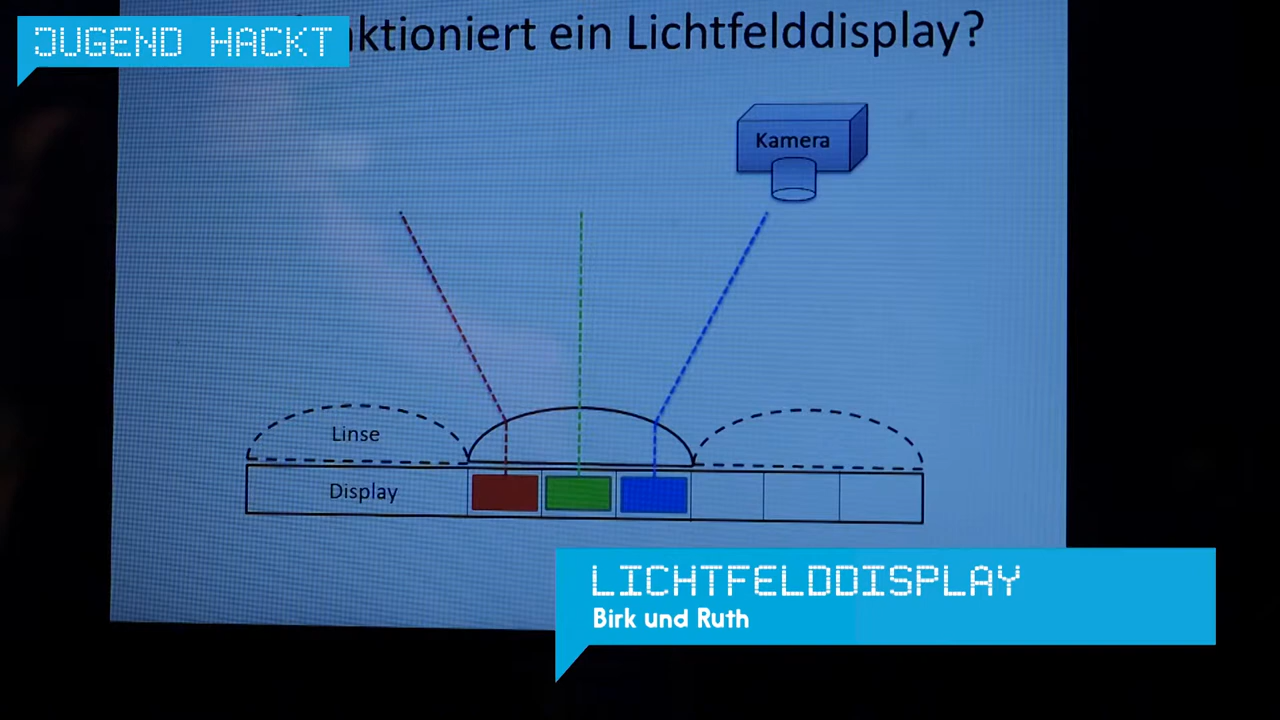 JUGEND HACKT
ktioniert ein Lichtfelddisplay?
Kamera
Linse
Display
LICHTFELDDISPLAY
Birk und Ruth